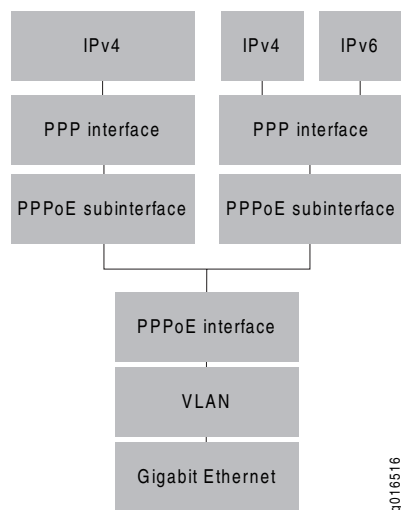 IPv4
IPv4
IPv6
PPP interface
PPP interface
PPPoE subinterface
PPPoE subinterface
PPPoE interface
VLAN
Gigabit Ethernet
g016516